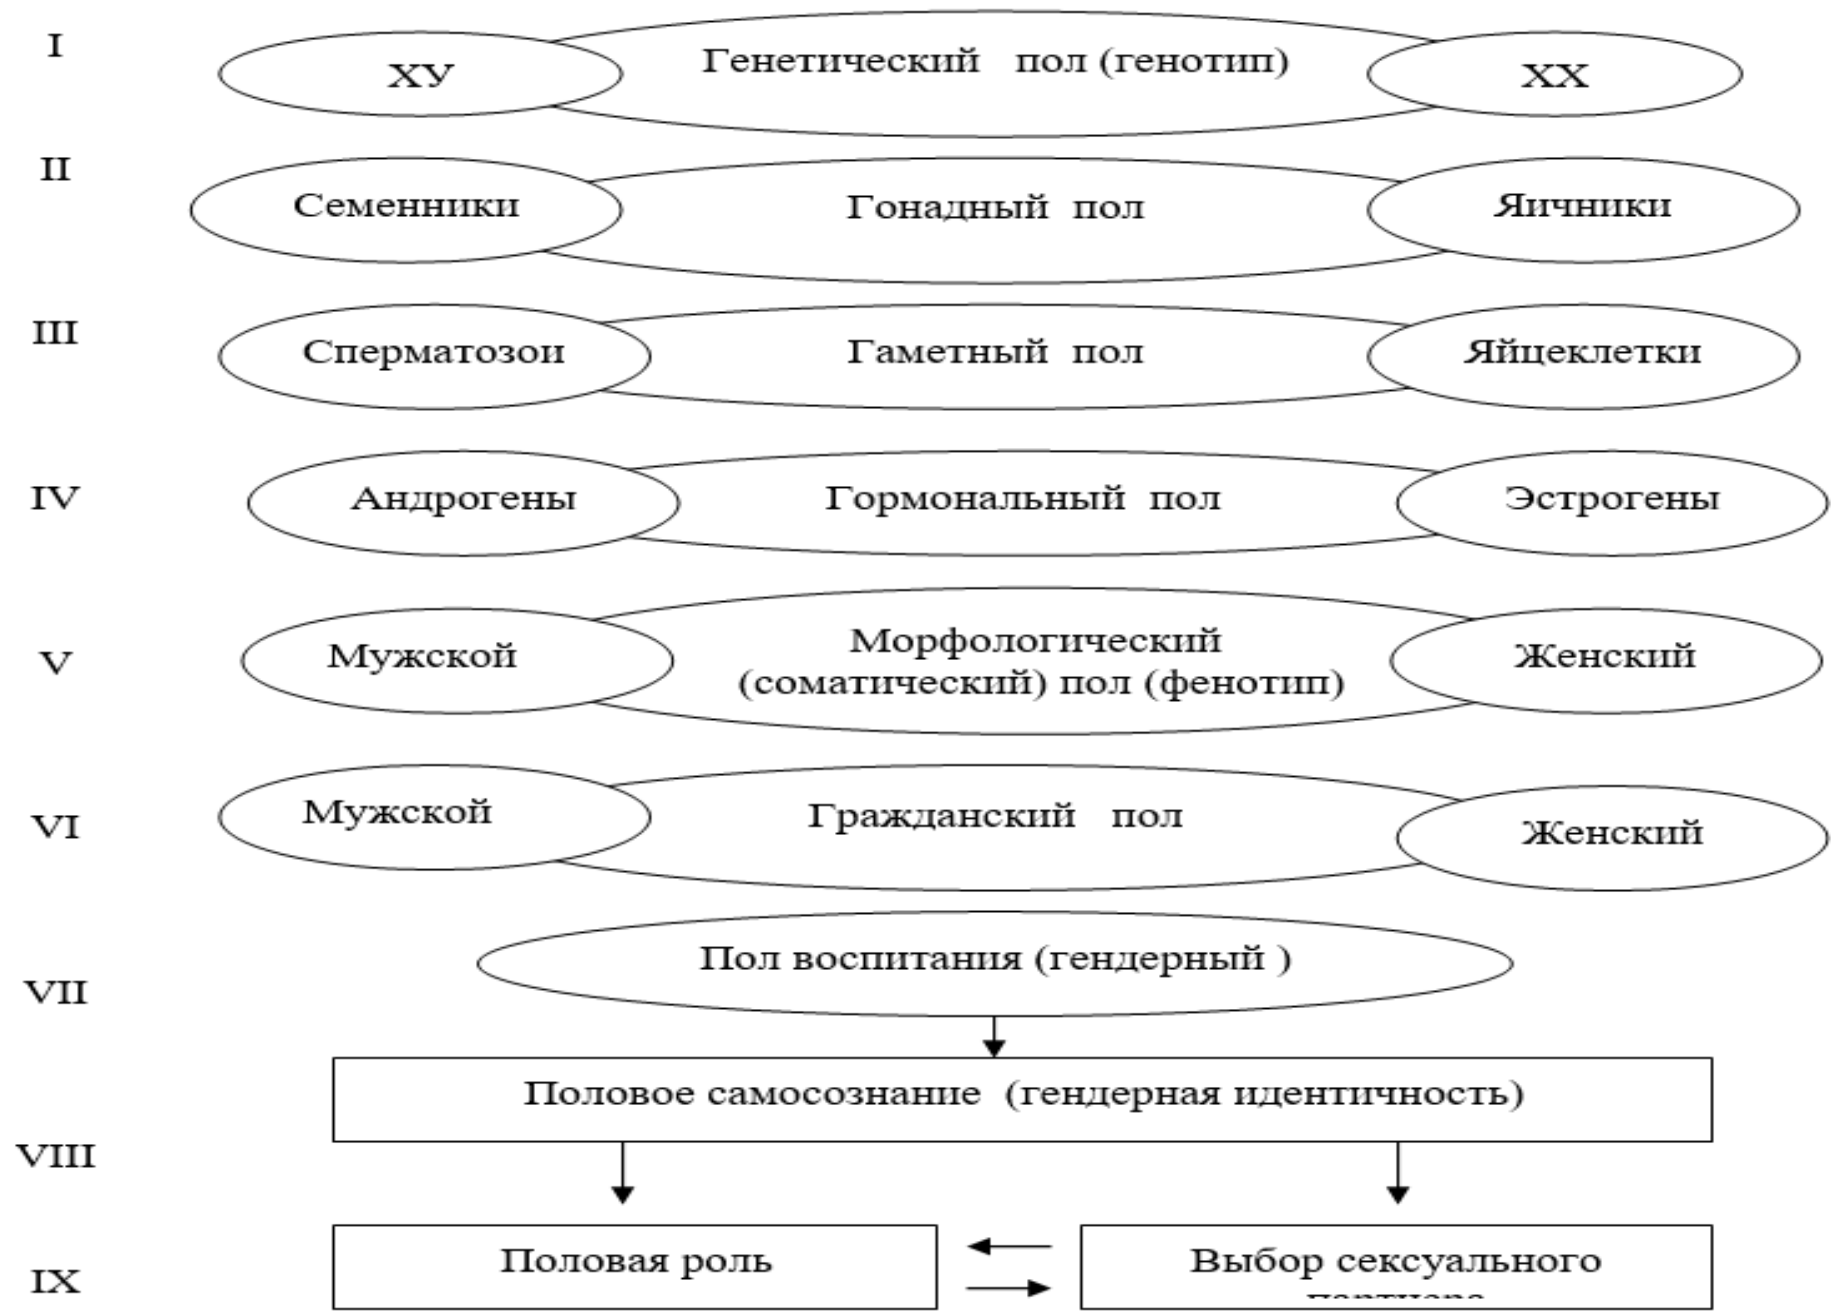 I
ХУ
Генетический пол (генотип)
ХХ
II
Семенники
Гонадный пол
Яичники
III
Сперматозои
Гаметный пол
Яйцеклетки
IV
Андрогены
Гормональный пол
Эстрогены
V
Мужской
Морфологический
(соматический) пол (фенотип)
Женский
VI
Мужской
Гражданский пол
Женский
VII
Пол воспитания (гендерный )
Половое самосознание (гендерная идентичность)
VIII
IX
Половая роль
Выбор сексуального